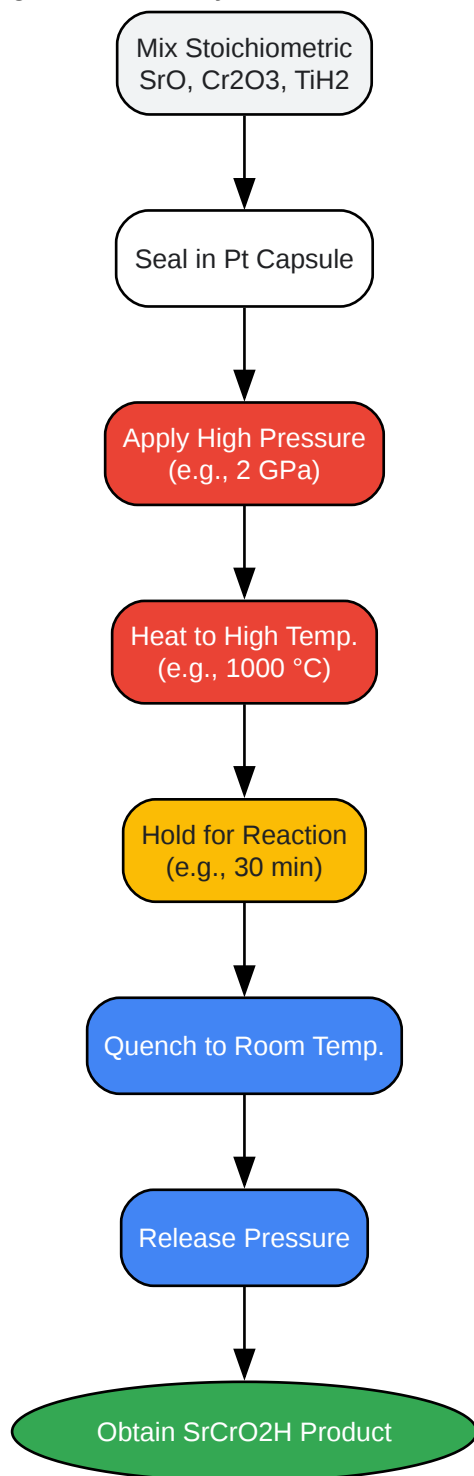 Mix Stoichiometric
SrO, Cr2O3, TiH2
Seal in Pt Capsule
Apply High Pressure
(e.g., 2 GPa)
Heat to High Temp.
(e.g., 1000 °C)
Hold for Reaction
(e.g., 30 min)
Quench to Room Temp.
Release Pressure
Obtain SrCrO2H Product